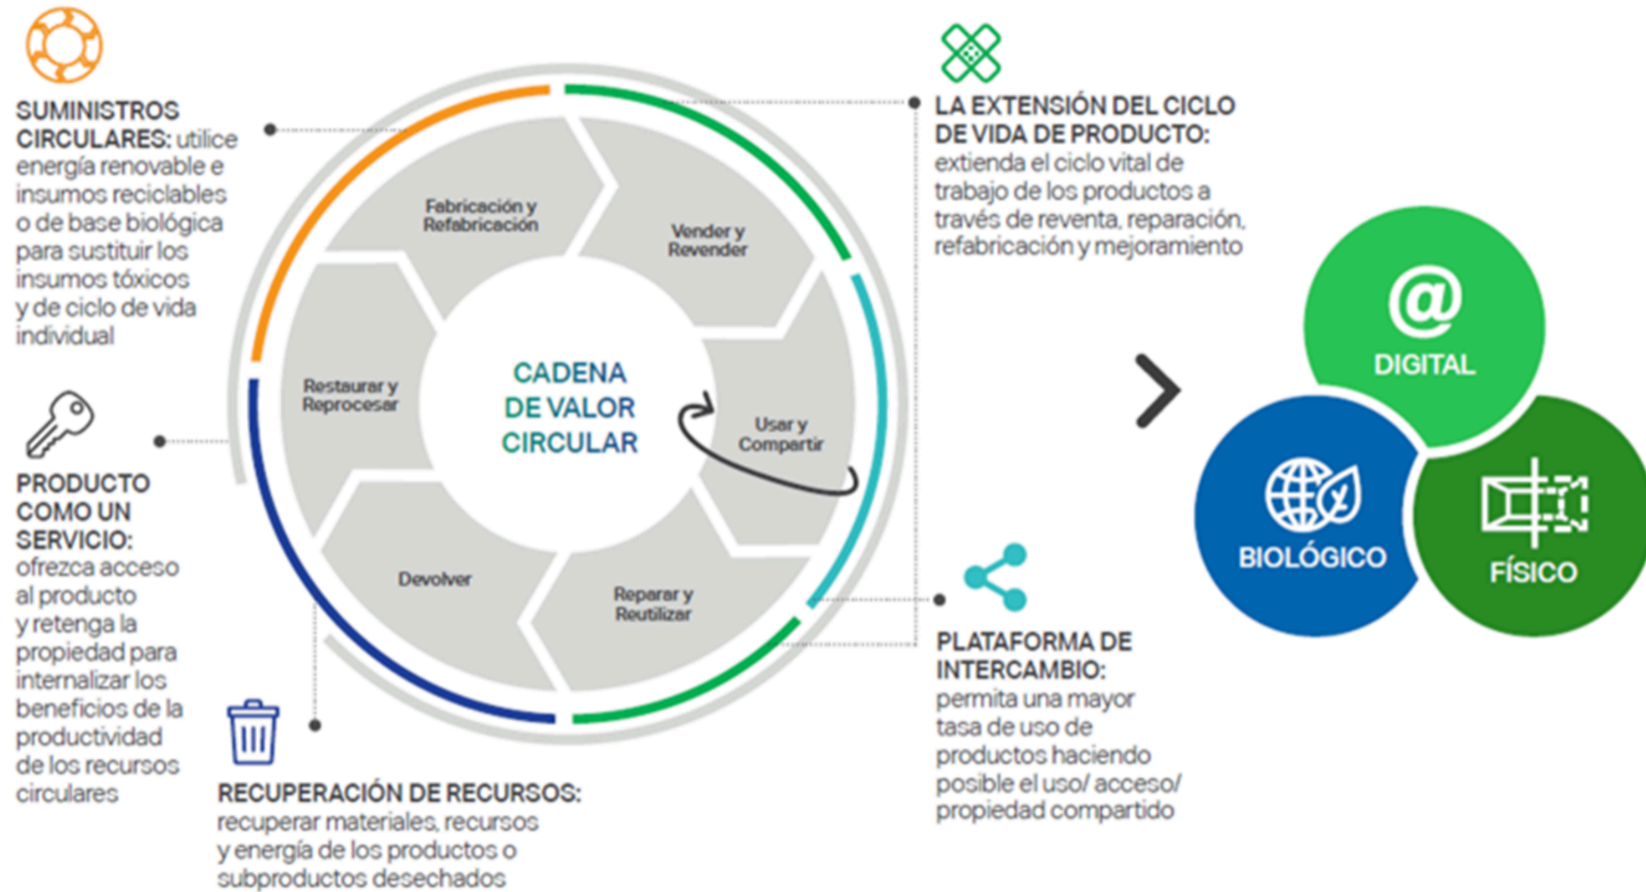 SUMINISTROS
CIRCULARES: utilice
energía renovable e
insumos reciclables
o de base biológica
para sustituir los
insumos tóxicos
y de ciclo de vida
individual
PRODUCTO
COMO UN
SERVICIO:
ofrezca acceso
al producto
y retenga la
propiedad para
internalizar los
beneficios de la
productividad
de los recursos
circulares
RECUPERACIÓN DE RECURSOS:
recuperar materiales, recursos
y energía de los productos o
subproductos desechados
Fabricación y
Refabricación
Vender y
Revender
Usar y
Compartir
Reparar y
Reutilizar
Devolver
Restaurar y
Reprocesar
CADENA
DE VALOR
CIRCULAR
LA EXTENSIÓN DEL CICLO
DE VIDA DE PRODUCTO:
extienda el ciclo vital de
trabajo de los productos a
través de reventa, reparación,
refabricación y mejoramiento
PLATAFORMA DE
INTERCAMBIO:
permita una mayor
tasa de uso de
productos haciendo
posible el uso/ acceso/
propiedad compartido
@
DIGITAL
BIOLÓGICO
FÍSICO